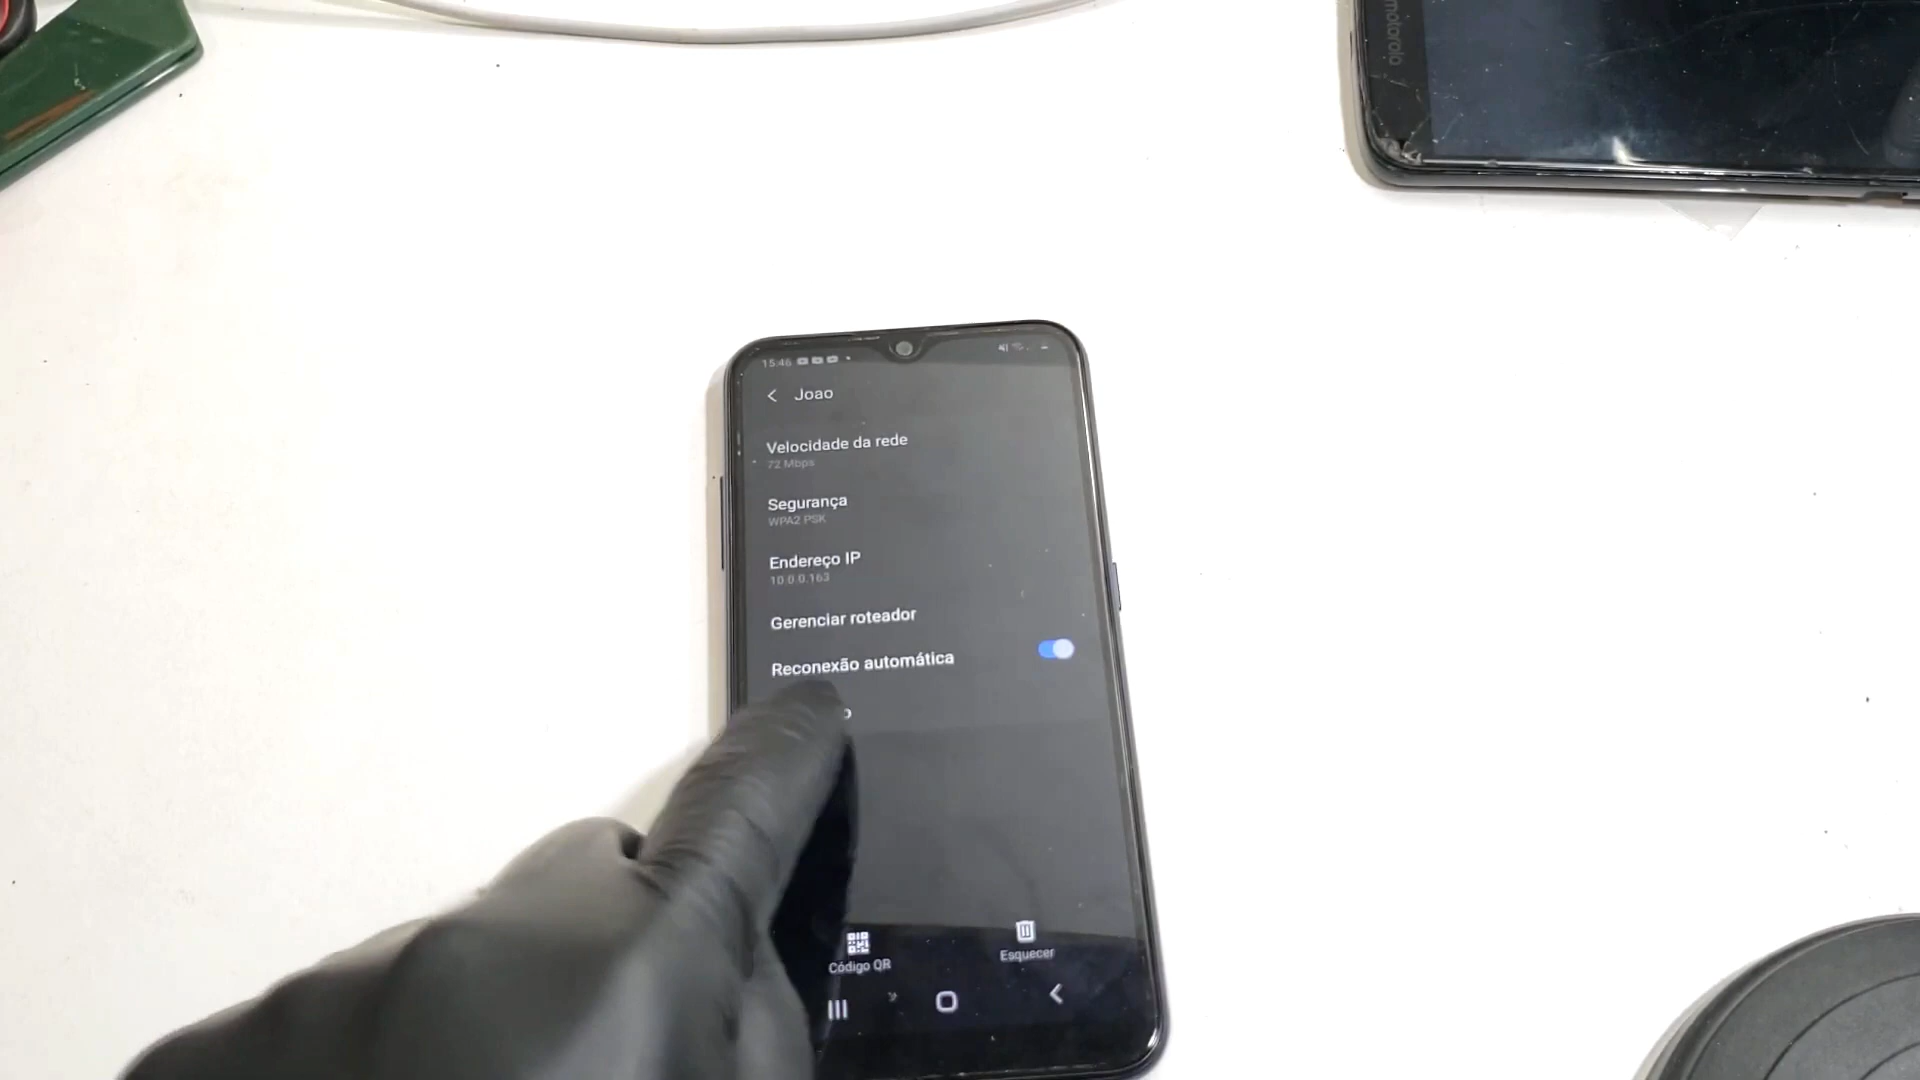 motorola
15:46
Joao
Velocidade da rede
72 Mbps
Segurança
WPA2 PSK
Endereço IP
10.0.0.163
Gerenciar roteador
Reconexão automática
o
Código QR
Esquecer